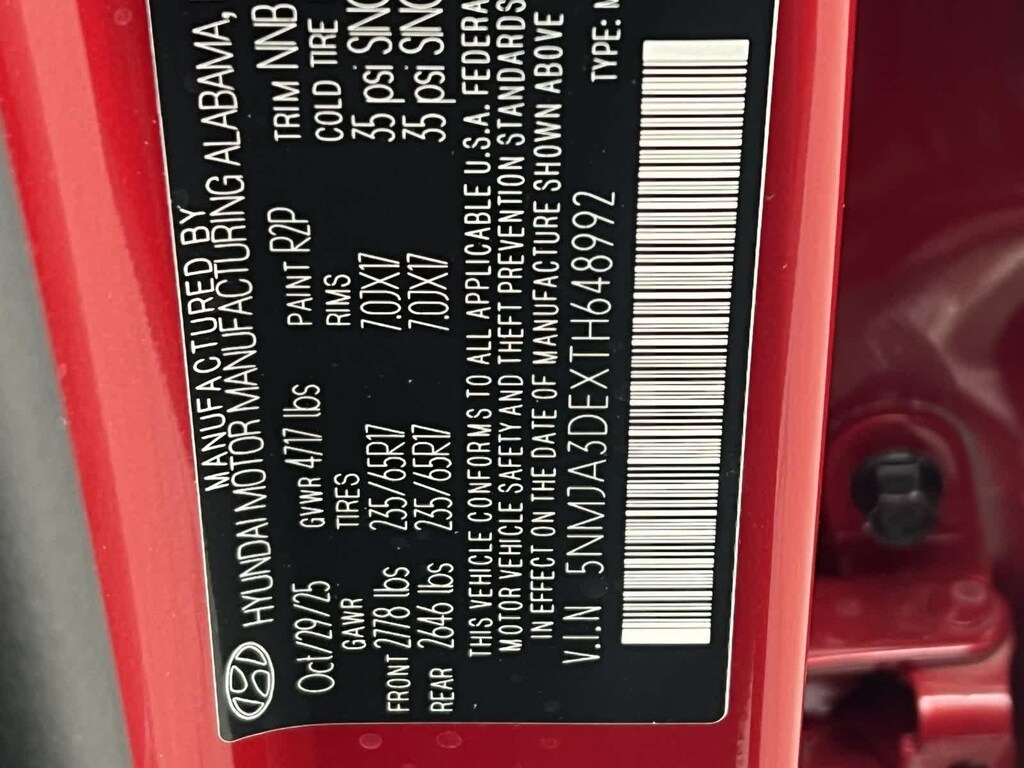 MANUFACTURED BY
HYUNDAI MOTOR MANUFACTURING ALABAMA,
Oct/29/25 GVWR 4717 lbs PAINT R2P TRIM NNB
GAWR TIRES RIMS COLD TIRE
FRONT 2778 lbs 235/65R17 7.0JX17 35 psi SING
REAR 2646 lbs 235/65R17 7.0JX17 35 psi SING
THIS VEHICLE CONFORMS TO ALL APPLICABLE U.S.A. FEDERA
MOTOR VEHICLE SAFETY AND THEFT PREVENTION STANDARDS
IN EFFECT ON THE DATE OF MANUFACTURE SHOWN ABOVE
V.I.N 5NMJA3DEXTH648992 TYPE: